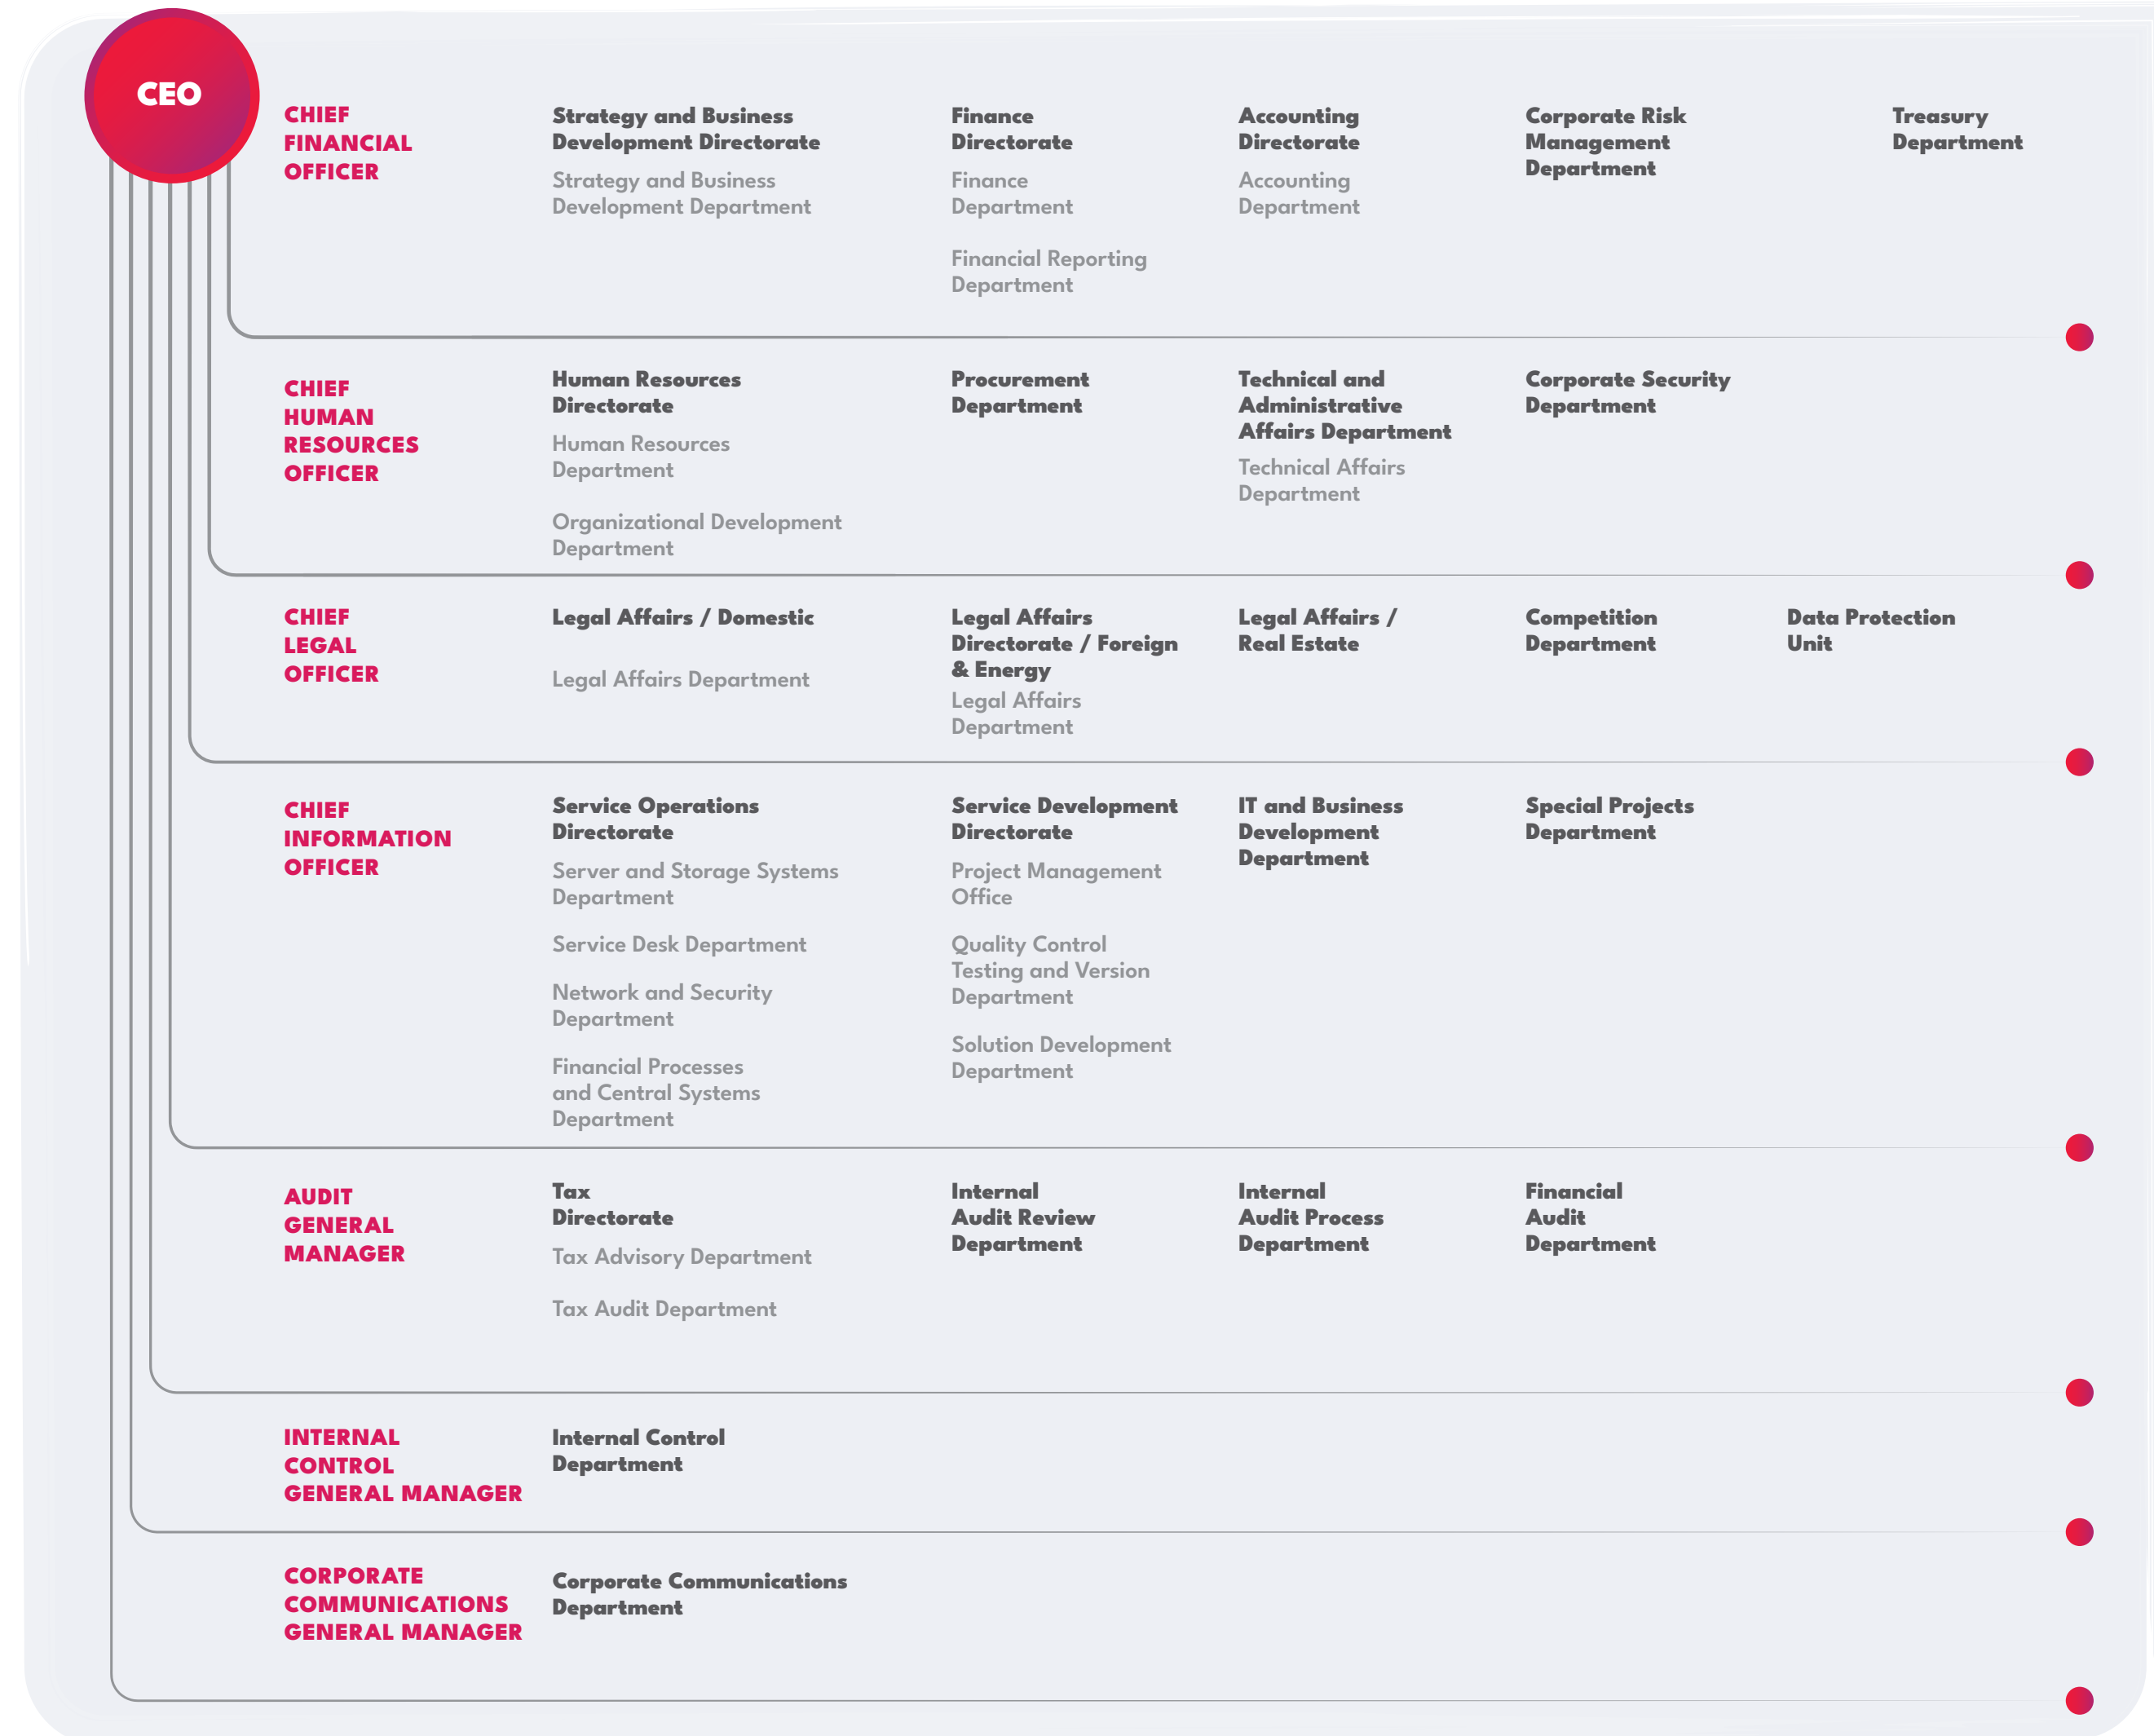 CEO
CHIEF
FINANCIAL
OFFICER
Strategy and Business
Development Directorate
Strategy and Business
Development Department
Finance
Directorate
Finance
Department
Financial Reporting
Department
Accounting
Directorate
Accounting
Department
Corporate Risk
Management
Department
Treasury
Department
CHIEF
HUMAN
RESOURCES
OFFICER
Human Resources
Directorate
Human Resources
Department
Organizational Development
Department
Procurement
Department
Technical and
Administrative
Affairs Department
Technical Affairs
Department
Corporate Security
Department
CHIEF
LEGAL
OFFICER
Legal Affairs / Domestic
Legal Affairs Department
Legal Affairs
Directorate / Foreign
& Energy
Legal Affairs
Department
Legal Affairs /
Real Estate
Competition
Department
Data Protection
Unit
CHIEF
INFORMATION
OFFICER
Service Operations
Directorate
Server and Storage Systems
Department
Service Desk Department
Network and Security
Department
Financial Processes
and Central Systems
Department
Service Development
Directorate
Project Management
Office
Quality Control
Testing and Version
Department
Solution Development
Department
IT and Business
Development
Department
Special Projects
Department
AUDIT
GENERAL
MANAGER
Tax
Directorate
Tax Advisory Department
Tax Audit Department
Internal
Audit Review
Department
Internal
Audit Process
Department
Financial
Audit
Department
INTERNAL
CONTROL
GENERAL MANAGER
Internal Control
Department
CORPORATE
COMMUNICATIONS
GENERAL MANAGER
Corporate Communications
Department